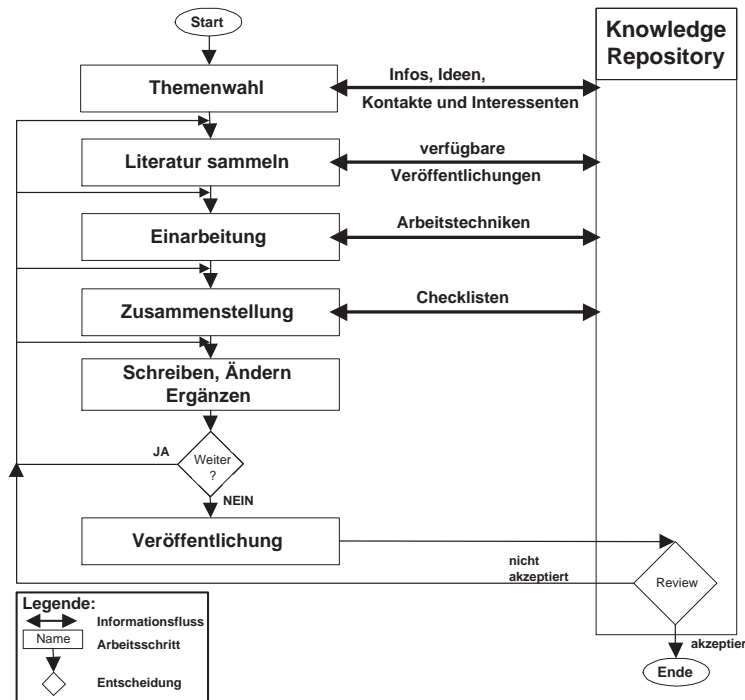 Start
Knowledge
Repository
Themenwahl
Infos, Ideen,
Kontakte und Interessenten
Literatur sammeln
verfügbare
Veröffentlichungen
Einarbeitung
Arbeitstechniken
Zusammenstellung
Checklisten
Schreiben, Ändern
Ergänzen
JA
Weiter
?
NEIN
Veröffentlichung
nicht
akzeptiert
Review
akzeptier
Ende
Legende:
Informationsfluss
Name
Arbeitsschritt
Entscheidung